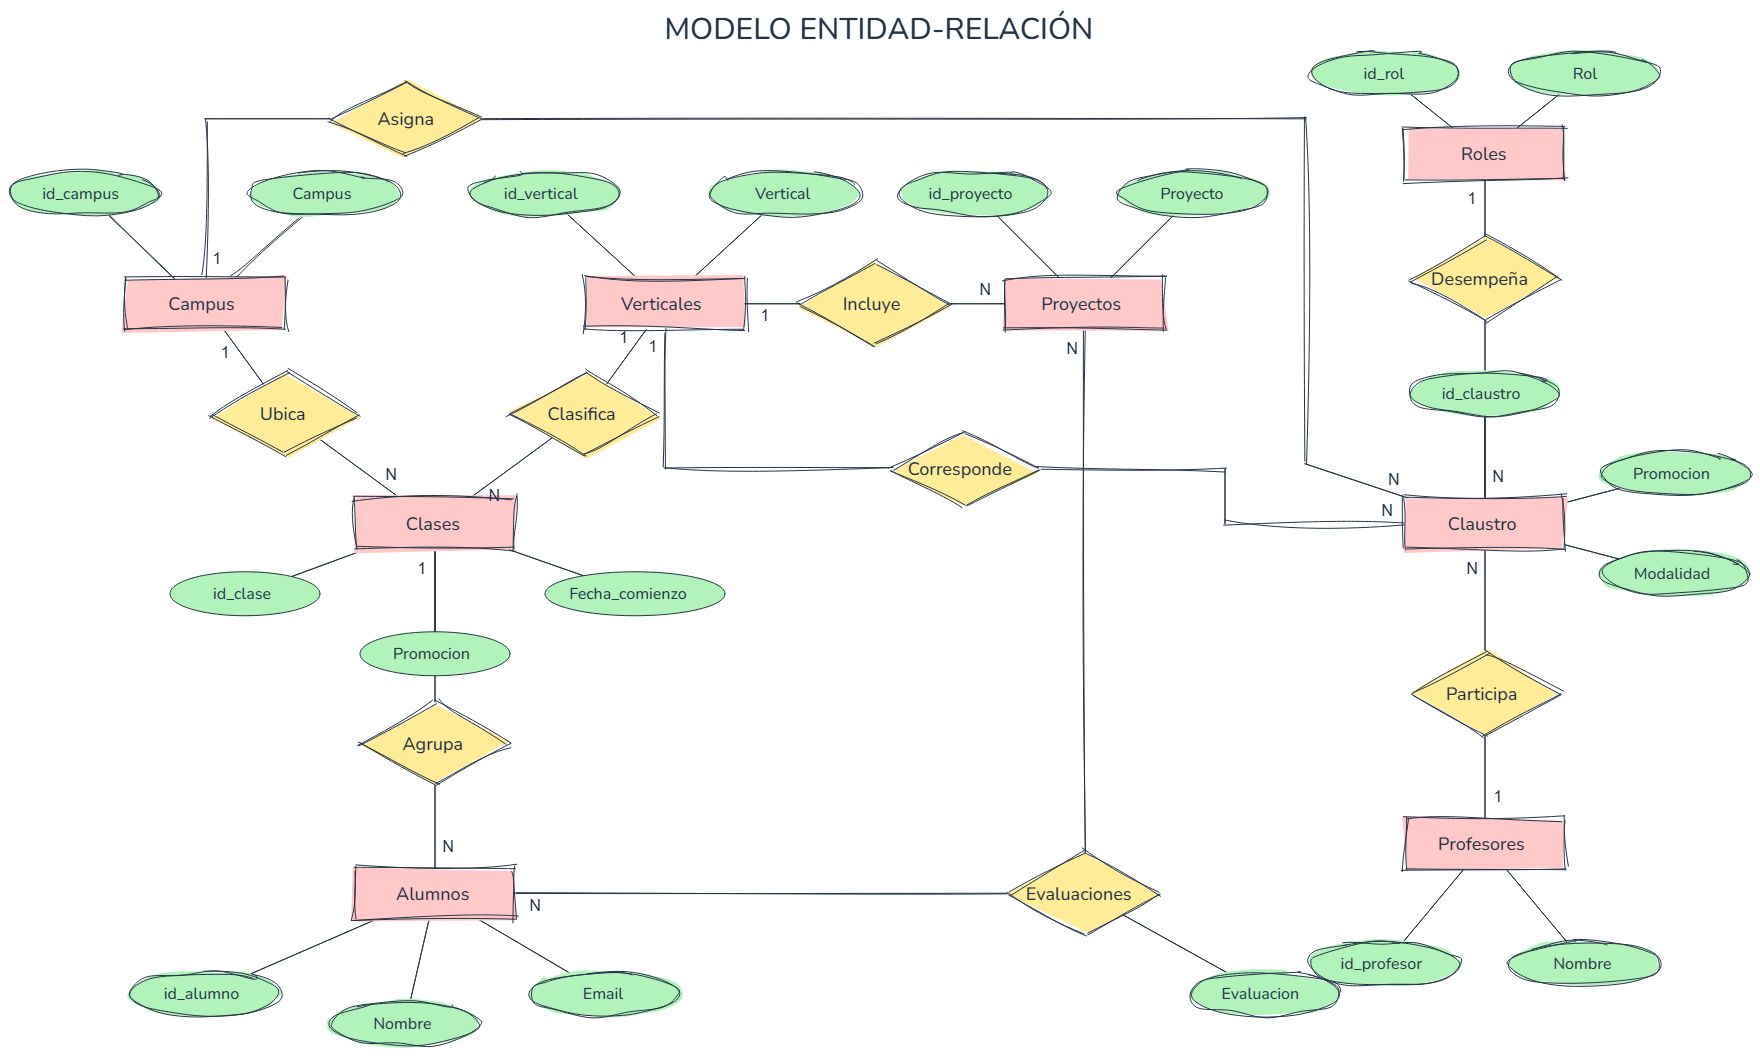 MODELO ENTIDAD-RELACIÓN
id_rol
Rol
Asigna
Roles
id_campus
Campus
id_vertical
Vertical
id_proyecto
Proyecto
1
1
Desempeña
Campus
Verticales
1
Incluye
N
Proyectos
1
1
1
N
id_claustro
Ubica
Clasifica
Corresponde
N
N
N
N
N
Promocion
Clases
Claustro
1
N
Modalidad
id_clase
Fecha_comienzo
Promocion
Participa
Agrupa
1
N
Profesores
Alumnos
N
Evaluaciones
id_alumno
Nombre
Email
Evaluacion
id_profesor
Nombre